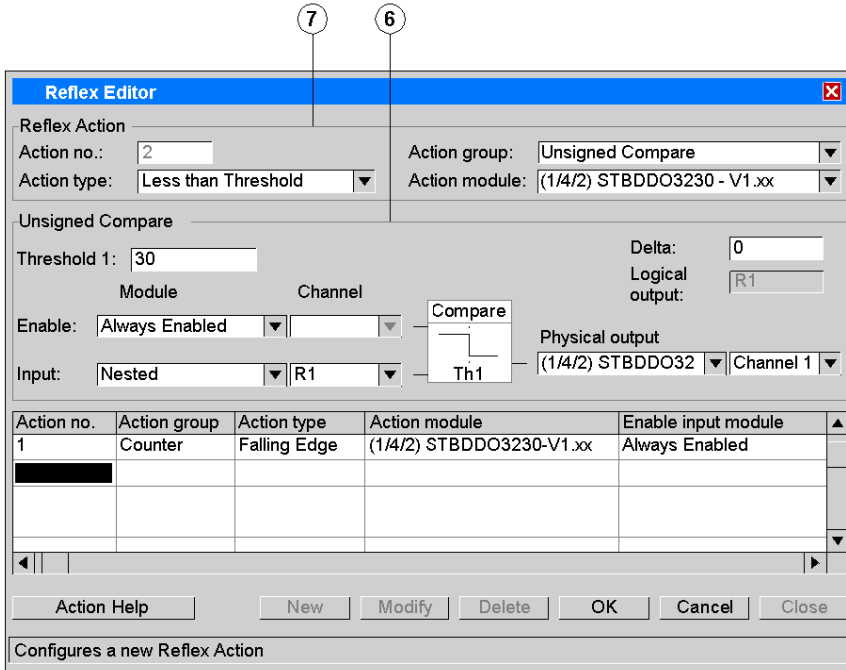 7 6
Reflex Editor
Reflex Action
Action no.: 2 Action group: Unsigned Compare
Action type: Less than Threshold Action module: (1/4/2) STBDDO3230 - V1.xx
Unsigned Compare
Threshold 1: 30 Delta: 0
Logical output: R1
Module Channel
Enable: Always Enabled
Compare
Th1
Physical output
Input: Nested R1 (1/4/2) STBDDO32 Channel 1
Action no. Action group Action type Action module Enable input module
1 Counter Falling Edge (1/4/2) STBDDO3230-V1.xx Always Enabled
Action Help New Modify Delete OK Cancel Close
Configures a new Reflex Action